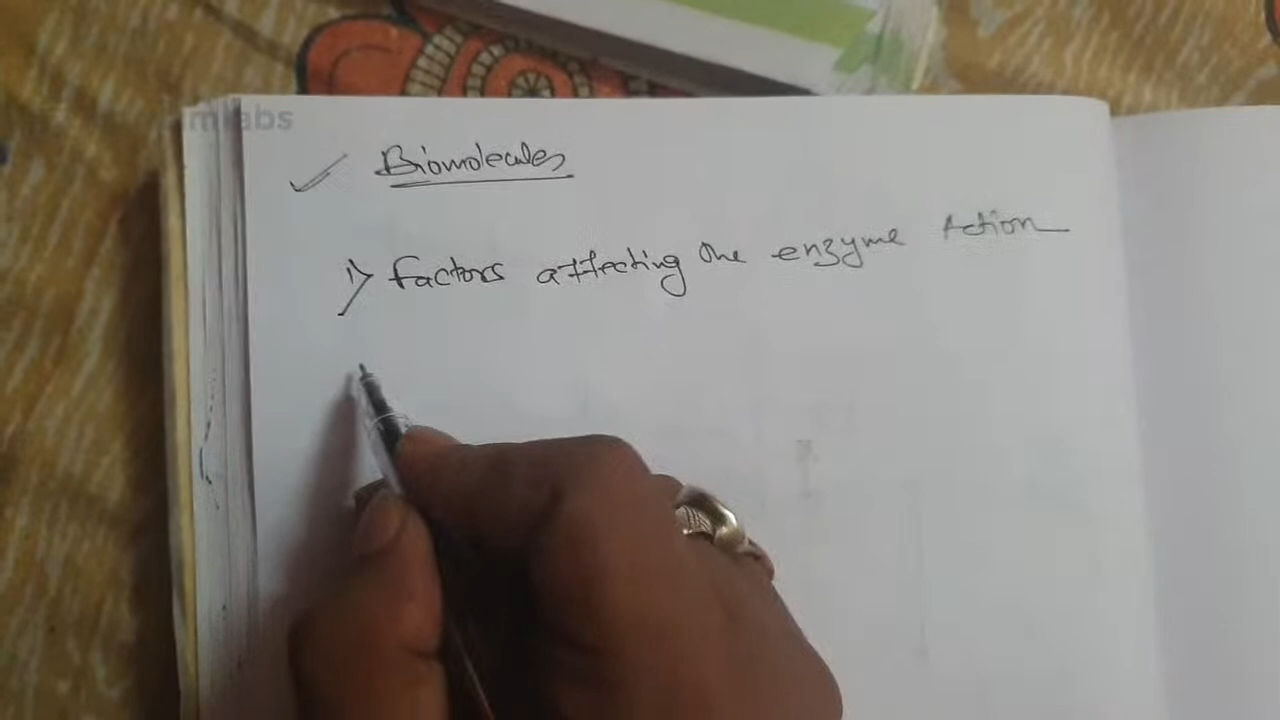 Biomolecules
1) factors affecting the enzyme Action